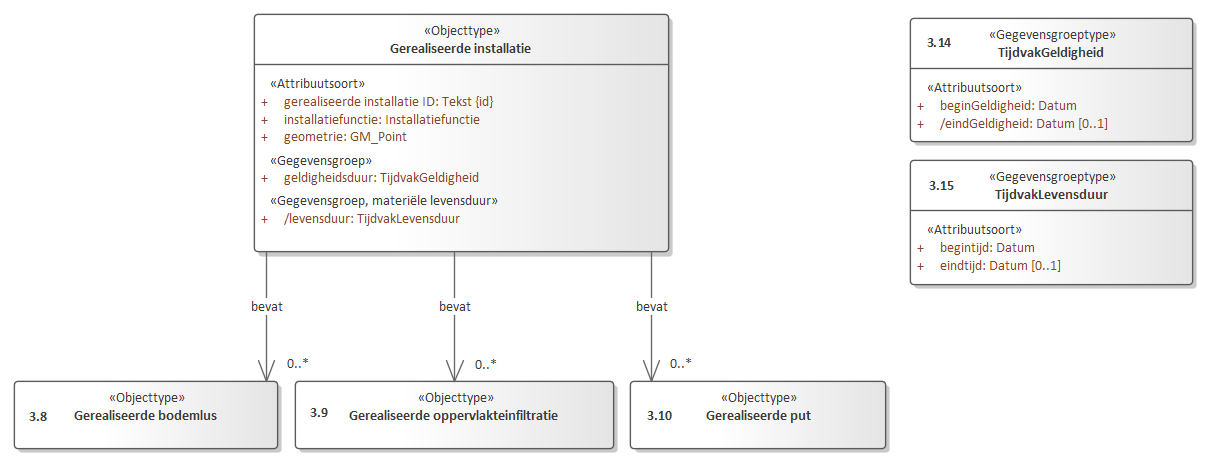 «Objecttype»
Gerealiseerde installatie
«Attribuutsoort»
+ gerealiseerde installatie ID: Tekst {id}
+ installatiefunctie: Installatiefunctie
+ geometrie: GM_Point
«Gegevensgroep»
+ geldigheidsduur: TijdvakGeldigheid
«Gegevensgroep, materiële levensduur»
+ /levensduur: TijdvakLevensduur
3.14
«Gegevensgroeptype»
TijdvakGeldigheid
«Attribuutsoort»
+ beginGeldigheid: Datum
+ /eindGeldigheid: Datum [0..1]
3.15
«Gegevensgroeptype»
TijdvakLevensduur
«Attribuutsoort»
+ begintijd: Datum
+ eindtijd: Datum [0..1]
bevat
bevat
bevat
0..*
0..*
0..*
«Objecttype»
3.8 Gerealiseerde bodemlus
«Objecttype»
3.9 Gerealiseerde oppervlakteinfiltratie
«Objecttype»
3.10 Gerealiseerde put